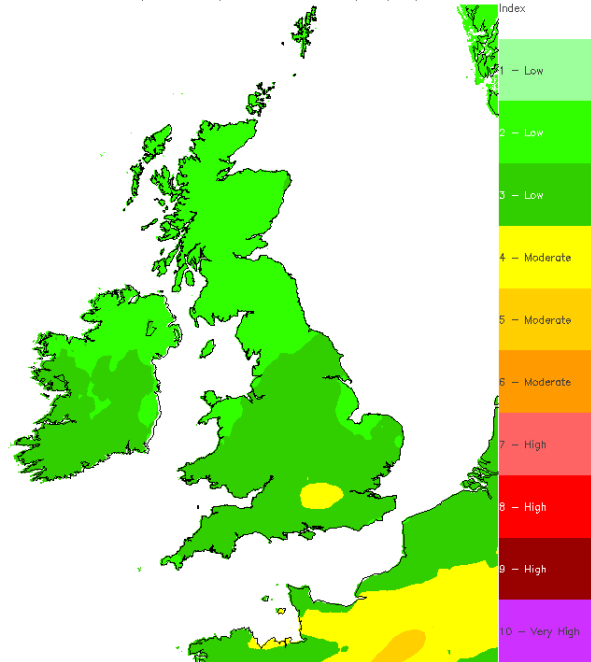 Index
1 - Low
2 - Low
3 - Low
4 - Moderate
5 - Moderate
6 - Moderate
7 - High
8 - High
9 - High
10 - Very High